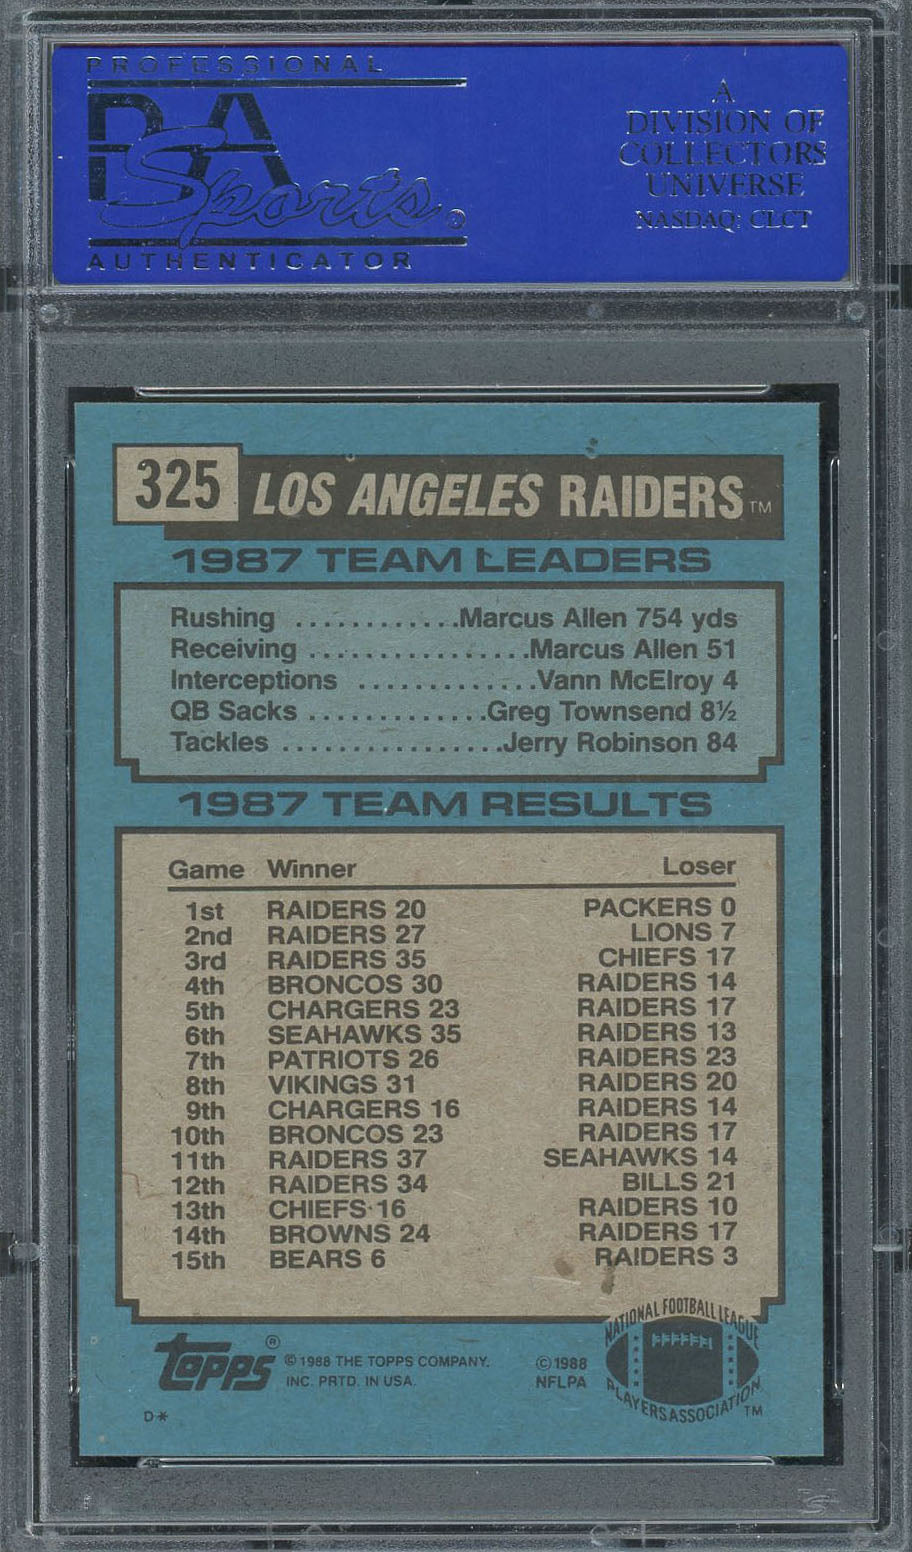 PROFESSIONAL
PSA
Sports
AUTHENTICATOR
A
DIVISION OF
COLLECTORS
UNIVERSE
NASDAQ: CLCT
325 LOS ANGELES RAIDERS™
1987 TEAM LEADERS
Rushing ............Marcus Allen 754 yds
Receiving ................Marcus Allen 51
Interceptions .............Vann McElroy 4
QB Sacks .............Greg Townsend 8½
Tackles ................Jerry Robinson 84
1987 TEAM RESULTS
Game Winner Loser
1st RAIDERS 20 PACKERS 0
2nd RAIDERS 27 LIONS 7
3rd RAIDERS 35 CHIEFS 17
4th BRONCOS 30 RAIDERS 14
5th CHARGERS 23 RAIDERS 17
6th SEAHAWKS 35 RAIDERS 13
7th PATRIOTS 26 RAIDERS 23
8th VIKINGS 31 RAIDERS 20
9th CHARGERS 16 RAIDERS 14
10th BRONCOS 23 RAIDERS 17
11th RAIDERS 37 SEAHAWKS 14
12th RAIDERS 34 BILLS 21
13th CHIEFS 16 RAIDERS 10
14th BROWNS 24 RAIDERS 17
15th BEARS 6 RAIDERS 3
TOPPS® ©1988 THE TOPPS COMPANY.
INC. PRTD. IN USA.
©1988
NFLPA
NATIONAL FOOTBALL LEAGUE
PLAYERS ASSOCIATION ™
D*